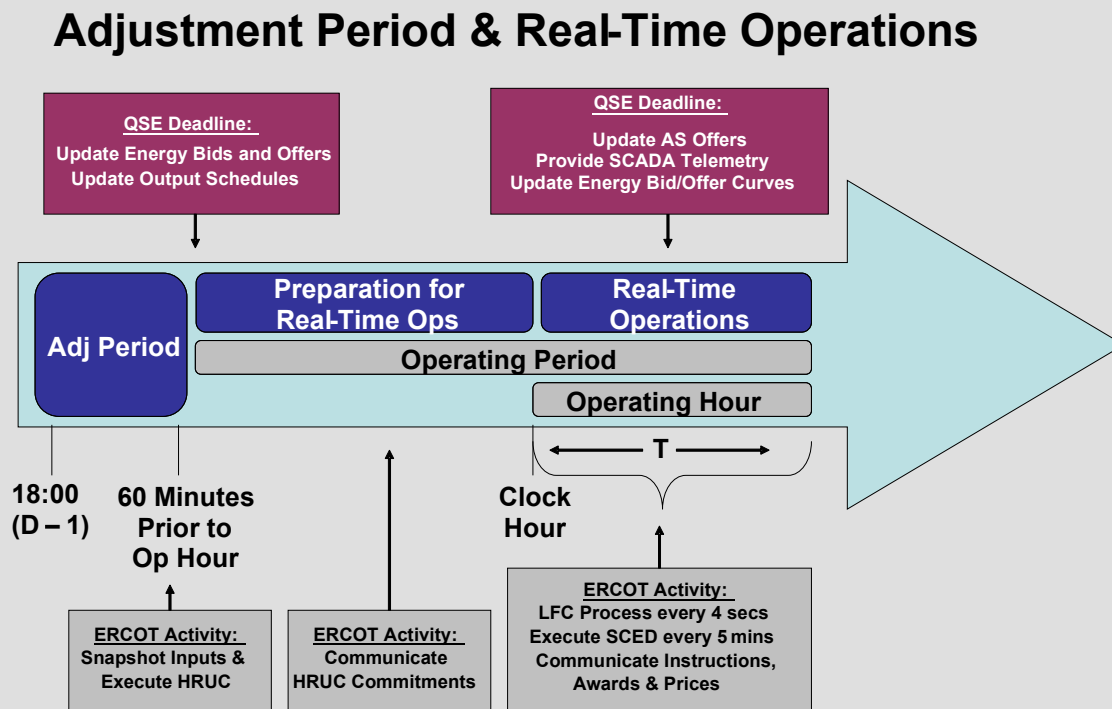 Adjustment Period & Real-Time Operations
QSE Deadline:
Update Energy Bids and Offers
Update Output Schedules
QSE Deadline:
Update AS Offers
Provide SCADA Telemetry
Update Energy Bid/Offer Curves
Adj Period
Preparation for
Real-Time Ops
Real-Time
Operations
Operating Period
Operating Hour
T
18:00
(D – 1)
60 Minutes
Prior to
Op Hour
Clock
Hour
ERCOT Activity:
Snapshot Inputs &
Execute HRUC
ERCOT Activity:
Communicate
HRUC Commitments
ERCOT Activity:
LFC Process every 4 secs
Execute SCED every 5 mins
Communicate Instructions,
Awards & Prices